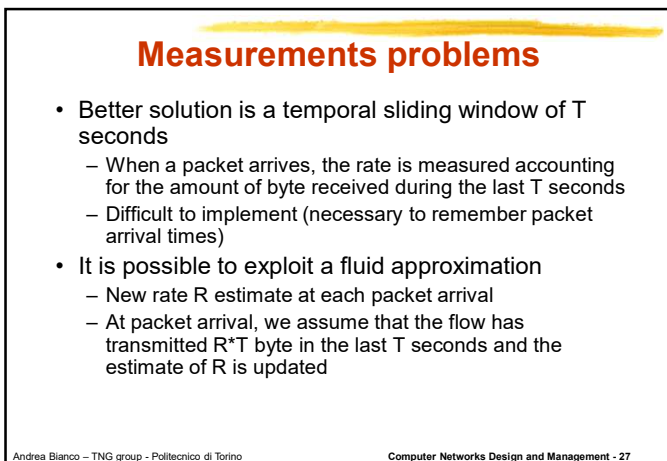 Measurements problems
• Better solution is a temporal sliding window of T
seconds
– When a packet arrives, the rate is measured accounting
for the amount of byte received during the last T seconds
– Difficult to implement (necessary to remember packet
arrival times)
• It is possible to exploit a fluid approximation
– New rate R estimate at each packet arrival
– At packet arrival, we assume that the flow has
transmitted R*T byte in the last T seconds and the
estimate of R is updated
Andrea Bianco – TNG group - Politecnico di Torino
Computer Networks Design and Management - 27